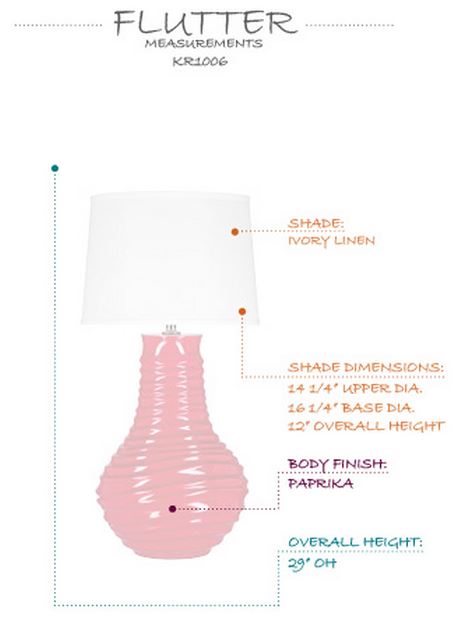 FLUTTER
MEASUREMENTS
KR1006
SHADE:
IVORY LINEN
SHADE DIMENSIONS:
14 1/4" UPPER DIA.
16 1/4" BASE DIA.
12" OVERALL HEIGHT
BODY FINISH:
PAPRIKA
OVERALL HEIGHT:
29" OH